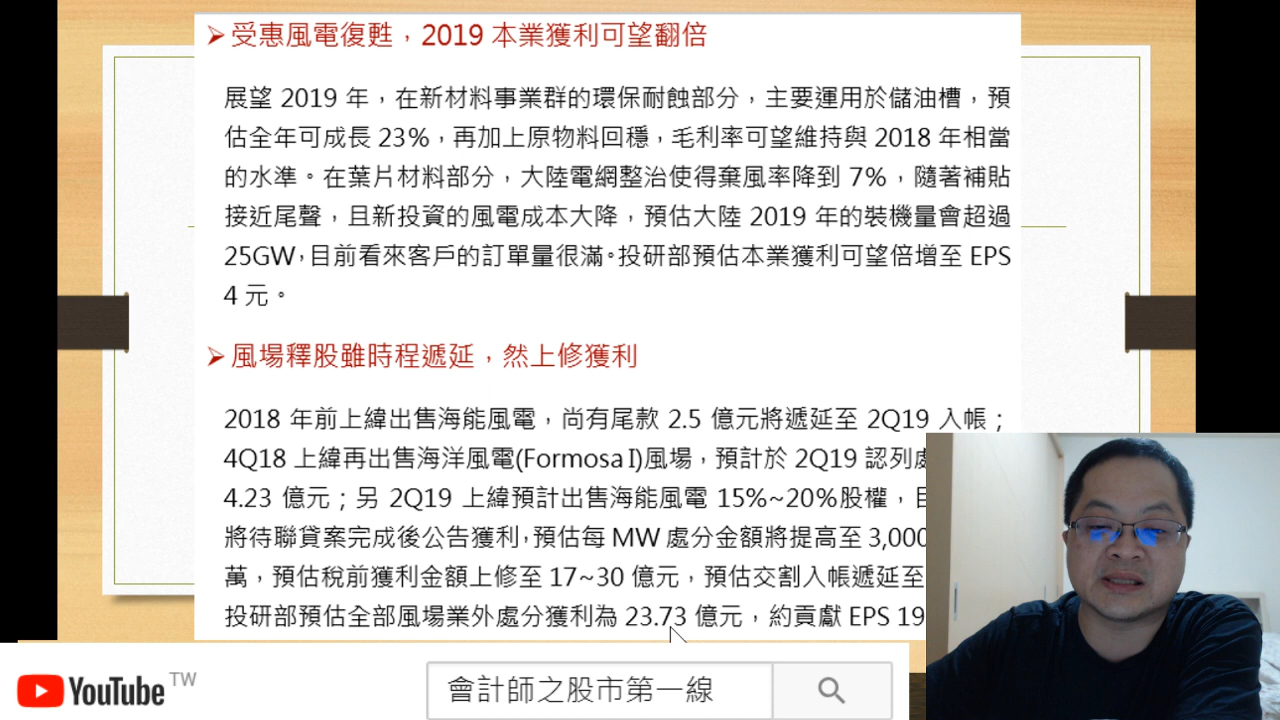 ➢ 受惠風電復甦，2019 本業獲利可望翻倍
展望 2019 年，在新材料事業群的環保耐蝕部分，主要運用於儲油槽，預
估全年可成長 23%，再加上原物料回穩，毛利率可望維持與 2018 年相當
的水準。在葉片材料部分，大陸電網整治使得棄風率降到 7%，隨著補貼
接近尾聲，且新投資的風電成本大降，預估大陸 2019 年的裝機量會超過
25GW，目前看來客戶的訂單量很滿。投研部預估本業獲利可望倍增至 EPS
4 元。
➢ 風場釋股雖時程遞延，然上修獲利
2018 年前上緯出售海能風電，尚有尾款 2.5 億元將遞延至 2Q19 入帳；
4Q18 上緯再出售海洋風電(Formosa I)風場，預計於 2Q19 認列
4.23 億元；另 2Q19 上緯預計出售海能風電 15%~20%股權，
將待聯貸案完成後公告獲利，預估每 MW 處分金額將提高至 3,000
萬，預估稅前獲利金額上修至 17~30 億元，預估交割入帳遞延至
投研部預估全部風場業外處分獲利為 23.73 億元，約貢獻 EPS 19
YouTube TW
會計師之股市第一線